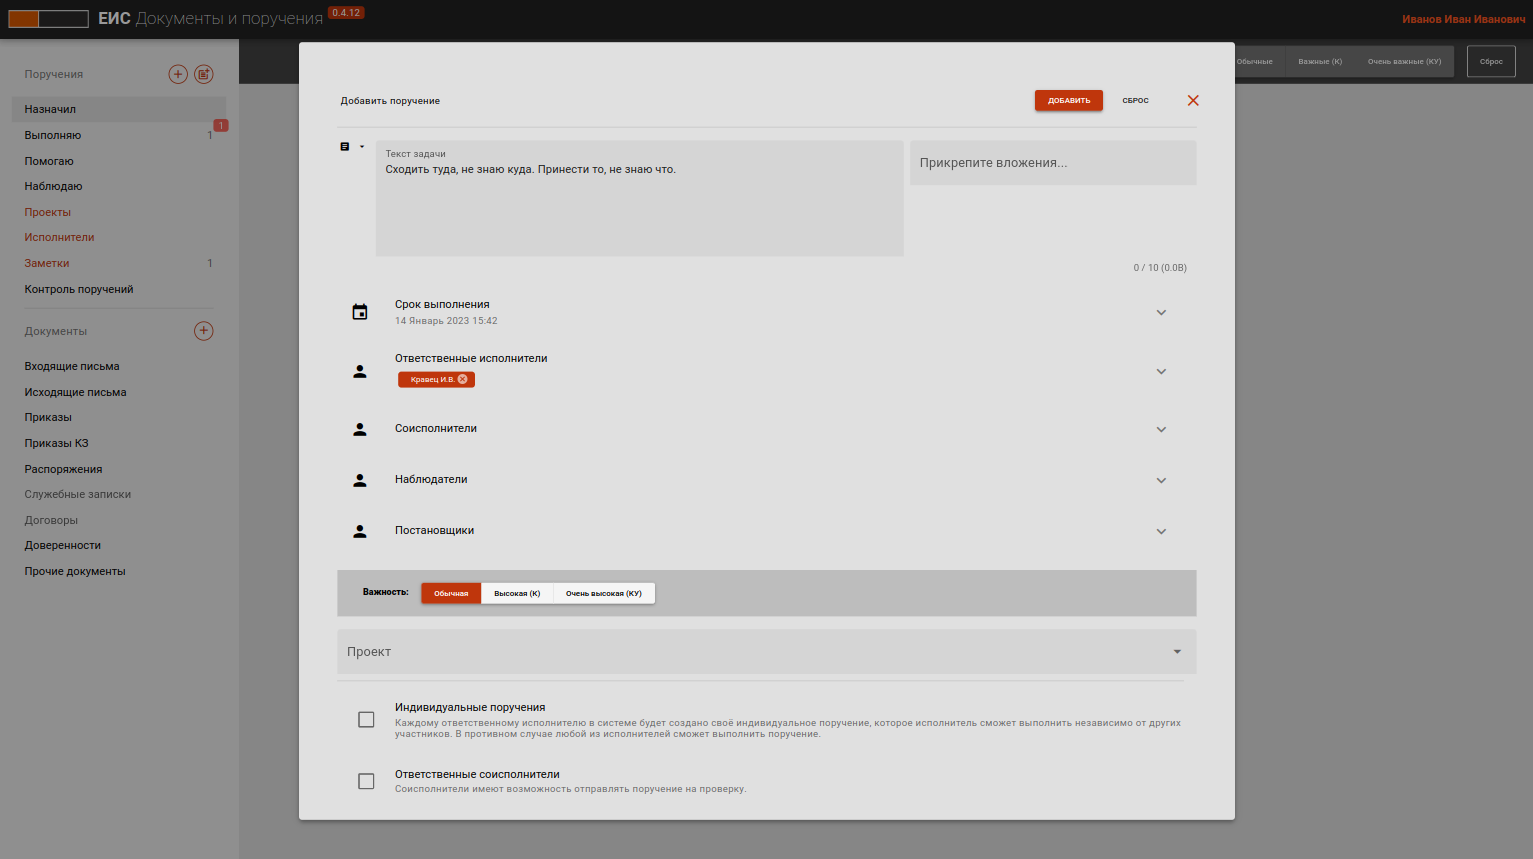 ЕИС Документы и поручения 0.4.12
Иванов Иван Иванович
Поручения
Назначил
Выполняю 1
1
Помогаю
Наблюдаю
Проекты
Исполнители
Заметки 1
Контроль поручений
Документы
Входящие письма
Исходящие письма
Приказы
Приказы КЗ
Распоряжения
Служебные записки
Договоры
Доверенности
Прочие документы
Обычные Важные (К) Очень важные (КУ) Сброс
Добавить поручение
ДОБАВИТЬ СБРОС
Текст задачи
Сходить туда, не знаю куда. Принести то, не знаю что.
Прикрепите вложения...
0 / 10 (0.0B)
Срок выполнения
14 Январь 2023 15:42
Ответственные исполнители
Кравец И.В.
Соисполнители
Наблюдатели
Постановщики
Важность: Обычная Высокая (К) Очень высокая (КУ)
Проект
Индивидуальные поручения
Каждому ответственному исполнителю в системе будет создано своё индивидуальное поручение, которое исполнитель сможет выполнить независимо от других
участников. В противном случае любой из исполнителей сможет выполнить поручение.
Ответственные соисполнители
Соисполнители имеют возможность отправлять поручение на проверку.